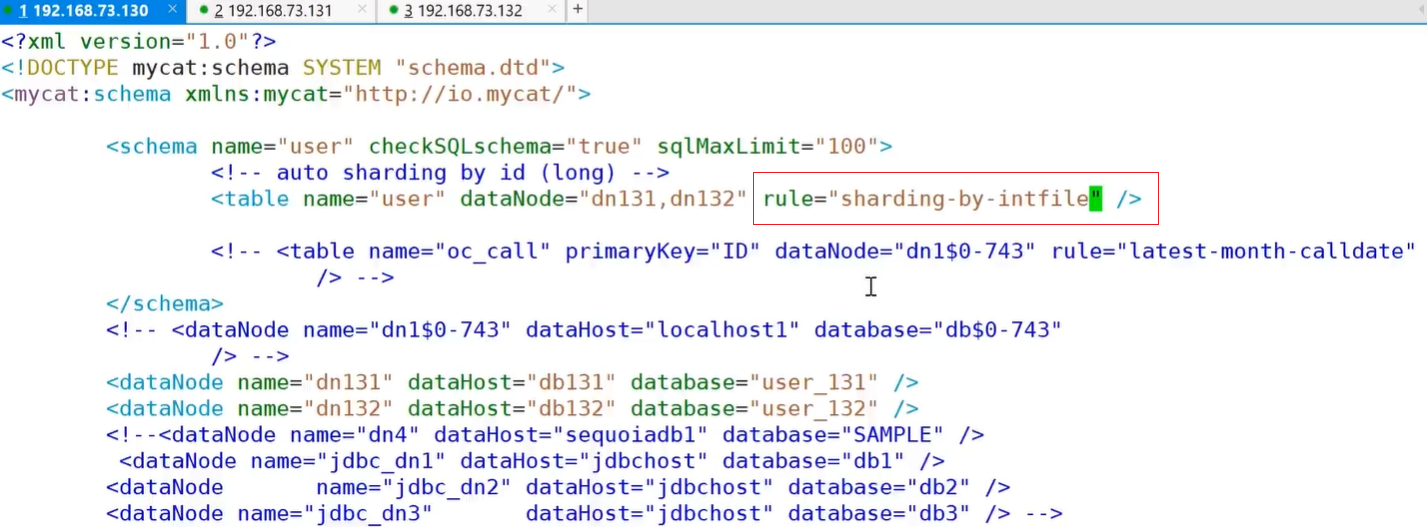 1 192.168.73.130 × 2 192.168.73.131 × 3 192.168.73.132 × +
<?xml version="1.0"?>
<!DOCTYPE mycat:schema SYSTEM "schema.dtd">
<mycat:schema xmlns:mycat="http://io.mycat/">
<schema name="user" checkSQLschema="true" sqlMaxLimit="100">
<!-- auto sharding by id (long) -->
<table name="user" dataNode="dn131,dn132" rule="sharding-by-intfile" />
<!-- <table name="oc_call" primaryKey="ID" dataNode="dn1$0-743" rule="latest-month-calldate"
/> -->
</schema>
<!-- <dataNode name="dn1$0-743" dataHost="localhost1" database="db$0-743"
/> -->
<dataNode name="dn131" dataHost="db131" database="user_131" />
<dataNode name="dn132" dataHost="db132" database="user_132" />
<!--<dataNode name="dn4" dataHost="sequoiadb1" database="SAMPLE" />
<dataNode name="jdbc_dn1" dataHost="jdbchost" database="db1" />
<dataNode name="jdbc_dn2" dataHost="jdbchost" database="db2" />
<dataNode name="jdbc_dn3" dataHost="jdbchost" database="db3" /> -->